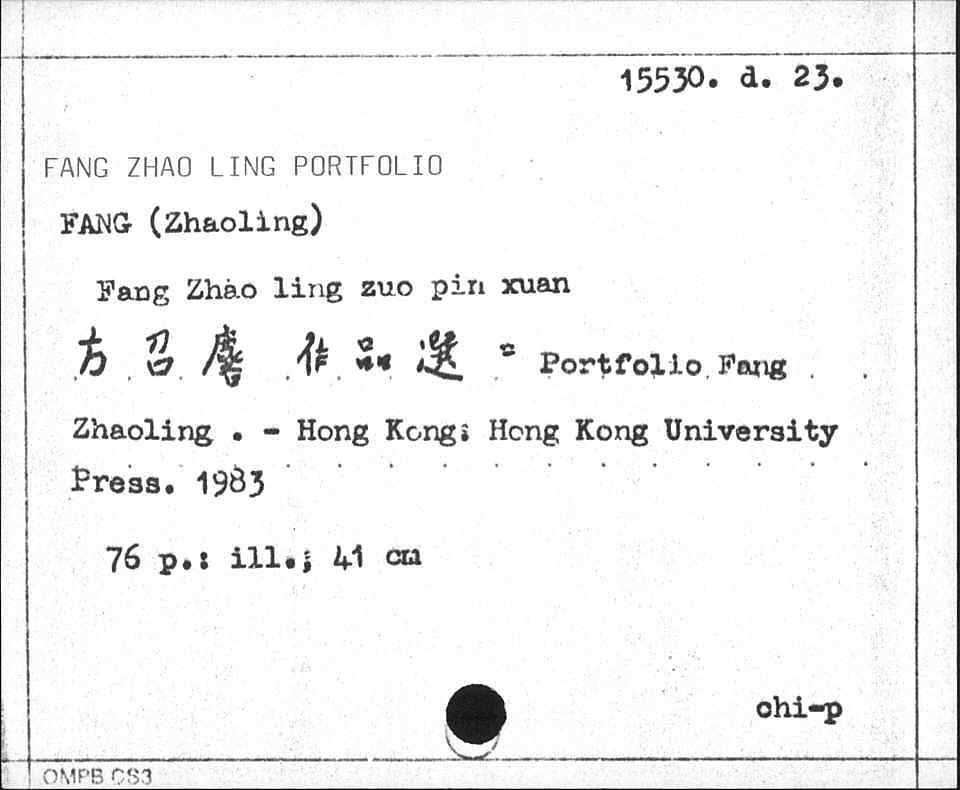 15530. d. 23.
FANG ZHAO LING PORTFOLIO
FANG (Zhaoling)
Fang Zhao ling zuo pin xuan
方召麐 作品選 = Portfolio Fang
Zhaoling . - Hong Kong: Hong Kong University
Press. 1983
76 p.: ill.; 41 cm
chi-p
OMPB CS3